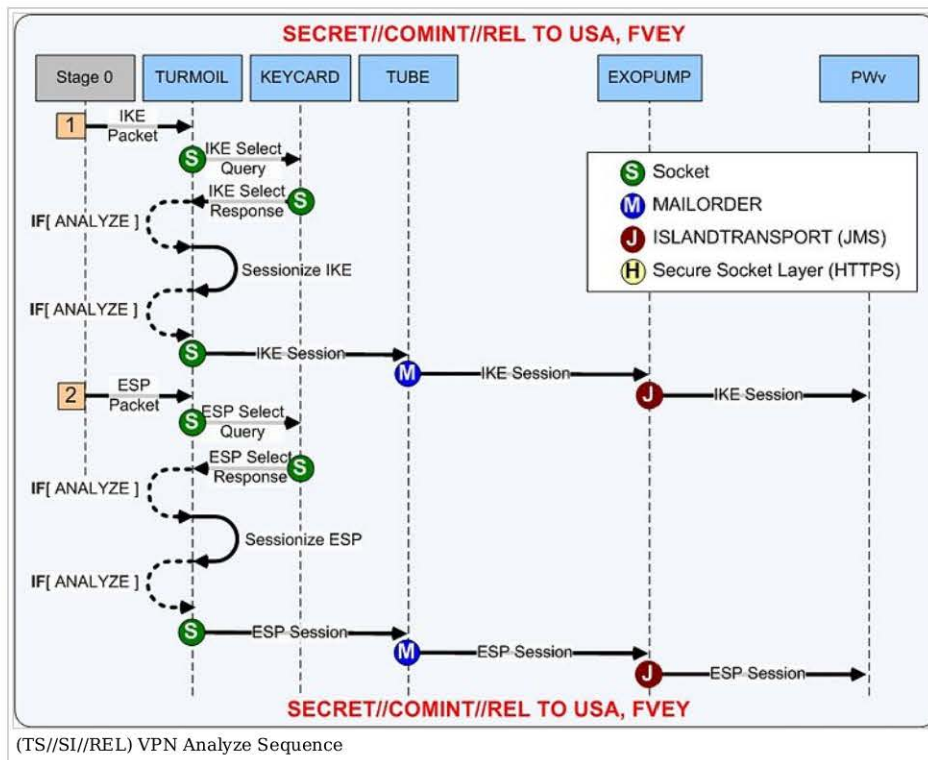 SECRET//COMINT//REL TO USA, FVEY
Stage 0
TURMOIL
KEYCARD
TUBE
EXOPUMP
PWv
1
IKE
Packet
S
IKE Select
Query
IKE Select
Response
S
IF[ ANALYZE ]
Sessionize IKE
IF[ ANALYZE ]
S
IKE Session
M
IKE Session
J
IKE Session
2
ESP
Packet
S
ESP Select
Query
ESP Select
Response
S
IF[ ANALYZE ]
Sessionize ESP
IF[ ANALYZE ]
S
ESP Session
M
ESP Session
J
ESP Session
S Socket
M MAILORDER
J ISLANDTRANSPORT (JMS)
H Secure Socket Layer (HTTPS)
SECRET//COMINT//REL TO USA, FVEY
(TS//SI//REL) VPN Analyze Sequence